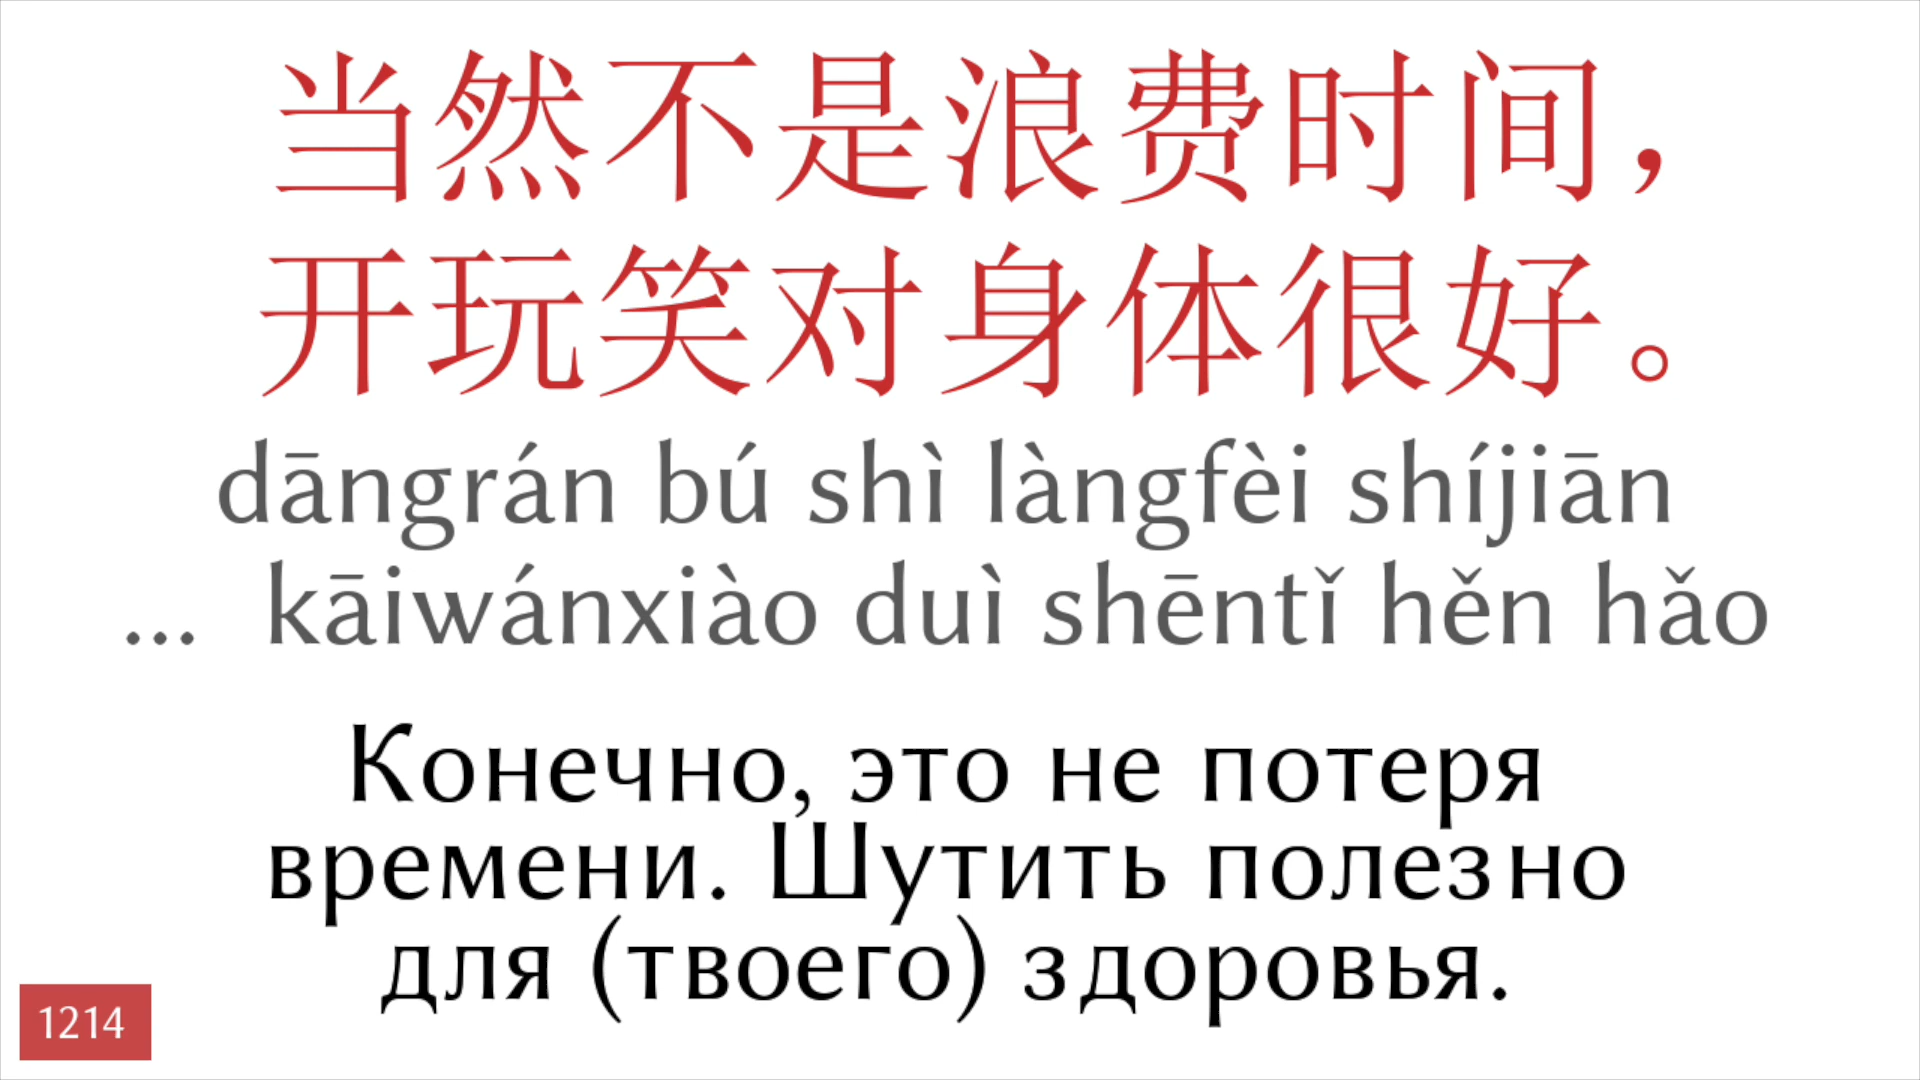 当然不是浪费时间，
开玩笑对身体很好。
dāngrán bú shì làngfèi shíjiān
... kāiwánxiào duì shēntǐ hěn hǎo
Конечно, это не потеря
времени. Шутить полезно
для (твоего) здоровья.
1214